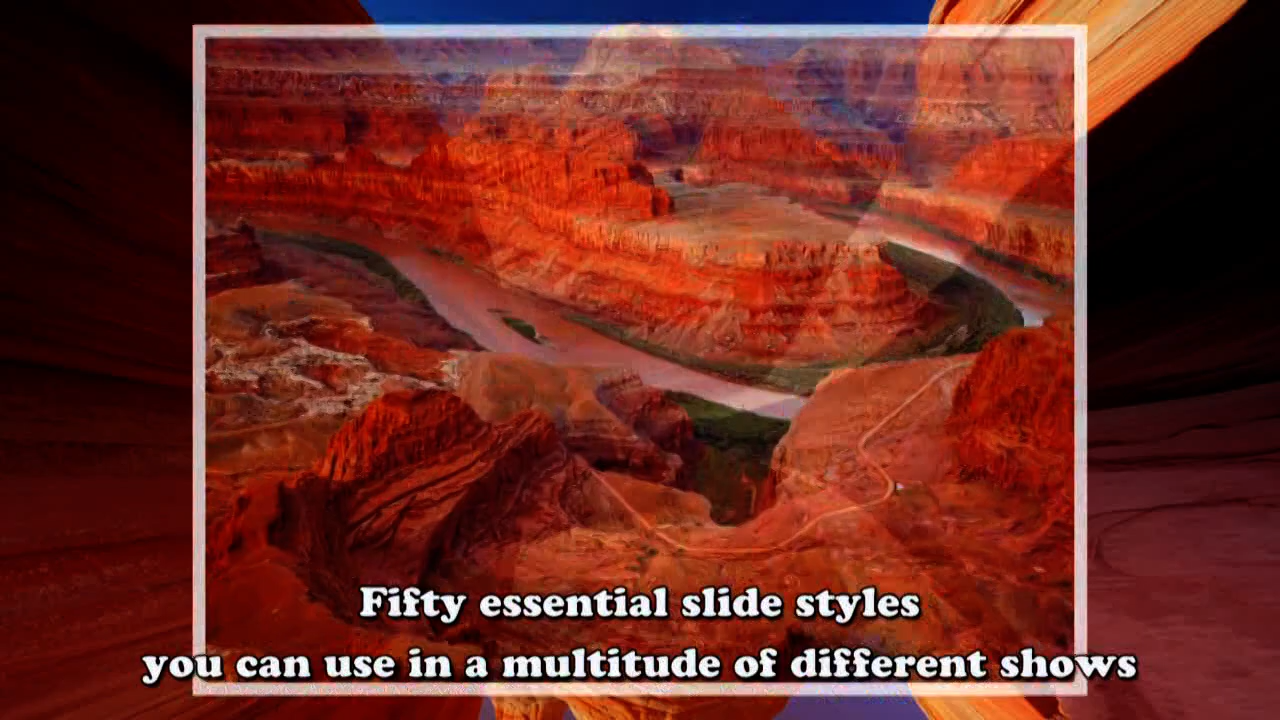 Fifty essential slide styles
you can use in a multitude of different shows